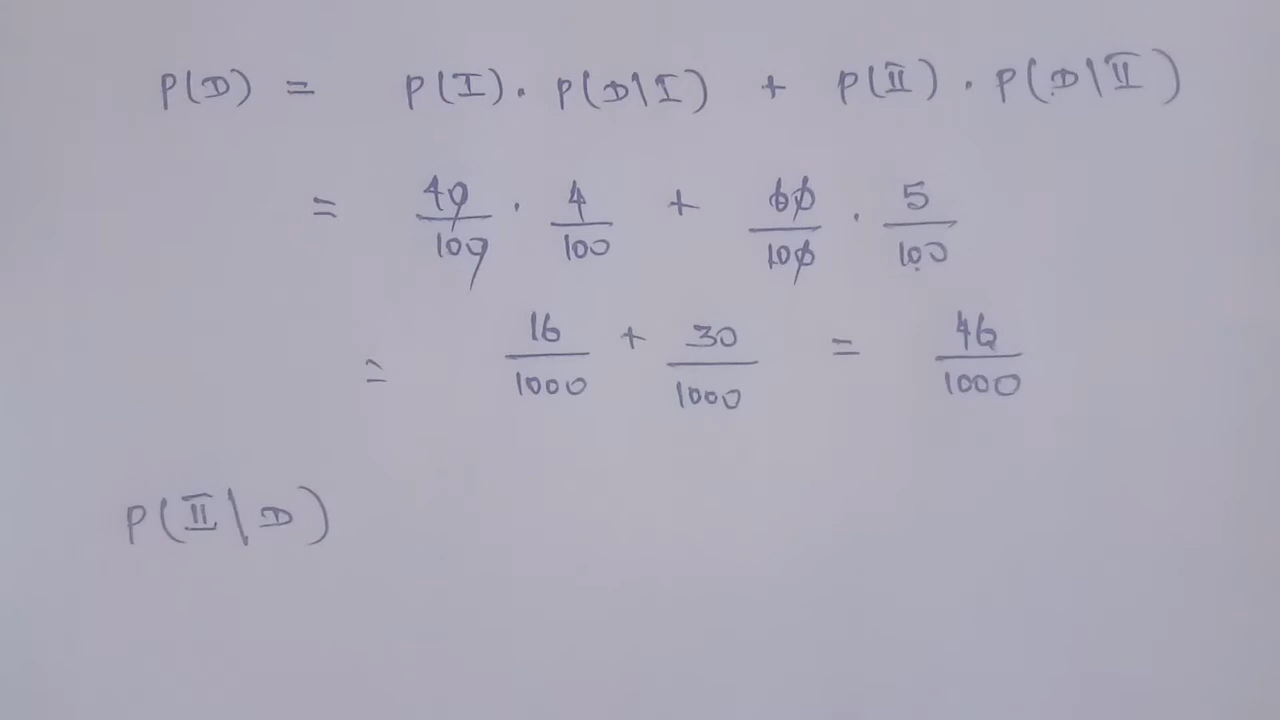 P(D) = P(I). P(D\I) + P(II). P(D\II)
= 40/100 . 4/100 + 60/100 . 5/100
= 16/1000 + 30/1000 = 46/1000
P(II\D)